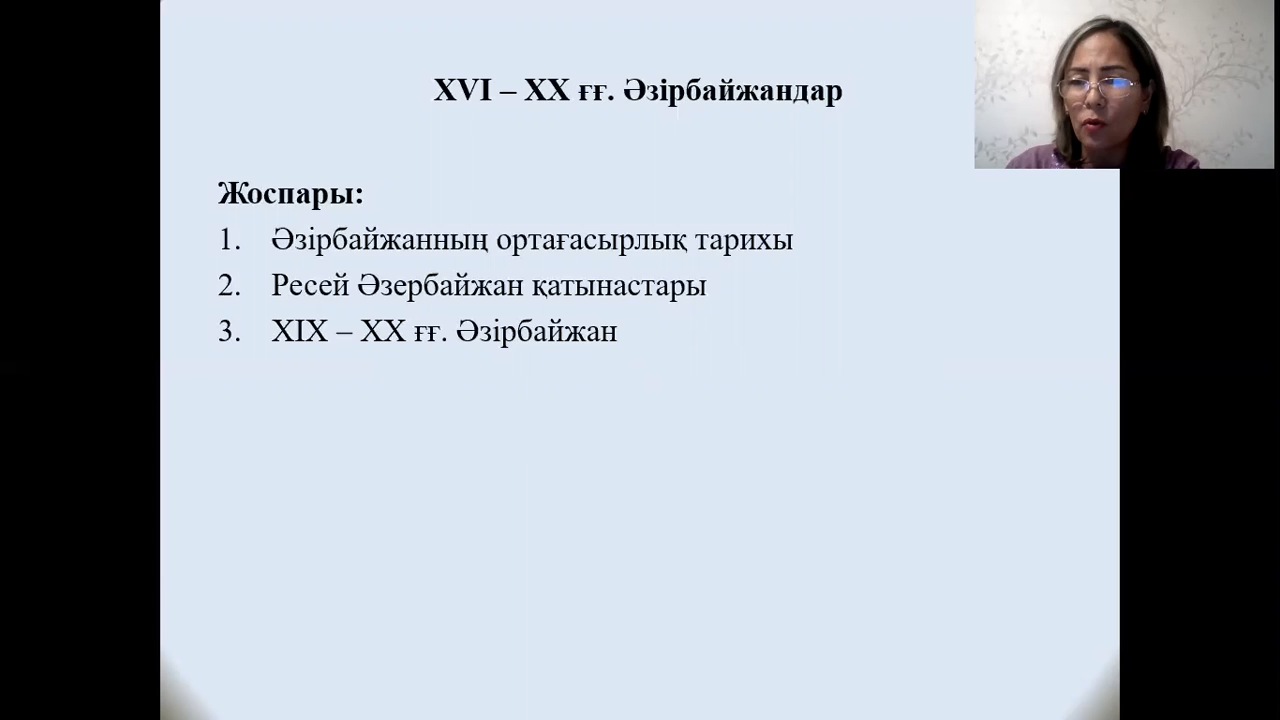 XVI – XX ғғ. Әзірбайжандар
Жоспары:
1. Әзірбайжанның ортағасырлық тарихы
2. Ресей Әзербайжан қатынастары
3. XIX – XX ғғ. Әзірбайжан